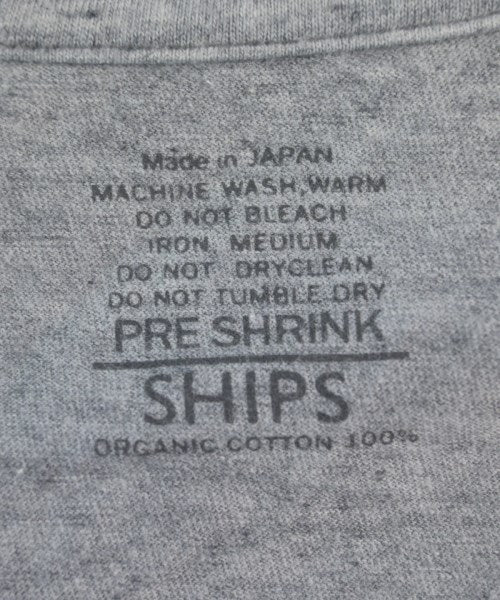 Made in JAPAN
MACHINE WASH,WARM
DO NOT BLEACH
IRON, MEDIUM
DO NOT DRYCLEAN
DO NOT TUMBLE DRY
PRE SHRINK
SHIPS
ORGANIC COTTON 100%